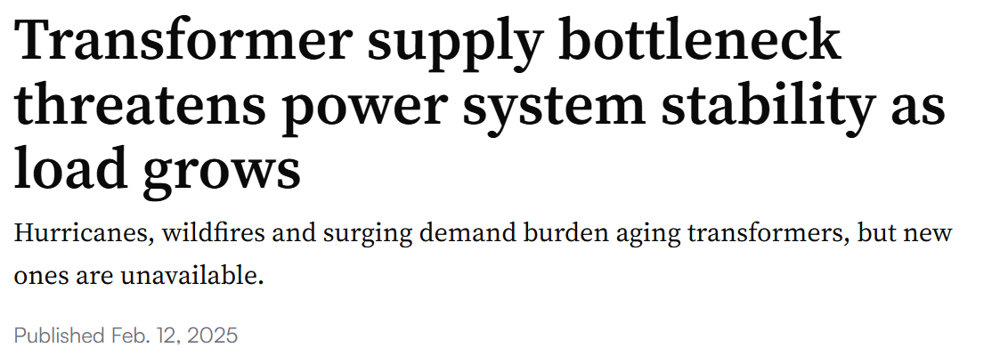 Transformer supply bottleneck
threatens power system stability as
load grows
Hurricanes, wildfires and surging demand burden aging transformers, but new
ones are unavailable.
Published Feb. 12, 2025